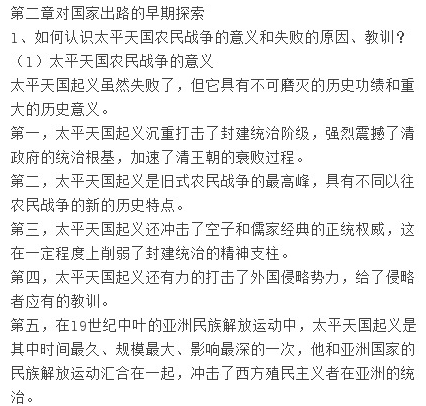 第二章对国家出路的早期探索
1、如何认识太平天国农民战争的意义和失败的原因、教训？
（1）太平天国农民战争的意义
太平天国起义虽然失败了，但它具有不可磨灭的历史功绩和重
大的历史意义。
第一，太平天国起义沉重打击了封建统治阶级，强烈震撼了清
政府的统治根基，加速了清王朝的衰败过程。
第二，太平天国起义是旧式农民战争的最高峰，具有不同以往
农民战争的新的历史特点。
第三，太平天国起义还冲击了空子和儒家经典的正统权威，这
在一定程度上削弱了封建统治的精神支柱。
第四，太平天国起义还有力的打击了外国侵略势力，给了侵略
者应有的教训。
第五，在19世纪中叶的亚洲民族解放运动中，太平天国起义是
其中时间最久、规模最大、影响最深的一次，他和亚洲国家的
民族解放运动汇合在一起，冲击了西方殖民主义者在亚洲的统
治。